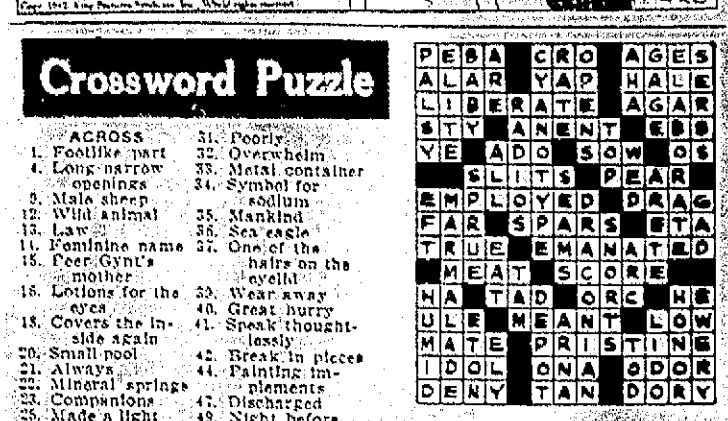 Crossword Puzzle
ACROSS
1. Footlike part
4. Long narrow
openings
9. Male sheep
12. Wild animal
13. Law
14. Feminine name
15. Peer Gynt's
mother
16. Lotions for the
eyes
18. Covers the in-
side again
20. Small pool
21. Always
22. Mineral springs
23. Companions
25. Made a light
31. Poorly
32. Overwhelm
33. Metal container
34. Symbol for
sodium
35. Mankind
36. Sea eagle
37. One of the
hairs on the
eyelid
39. Wear away
40. Great hurry
41. Speak thought-
lessly
42. Break in pieces
44. Painting im-
plements
47. Discharged
49. Night before
PEBA CRO AGES
ALAR YAP HALE
LIBERATE AGAR
STY ANENT EBB
YE ADO SOW OS
SLITS PEAR
EMPLOYED DRAG
FAR SPARS ETA
TRUE EMANATED
MEAT SCORE
HA TAD ORC HE
ULE MEANT LOW
MATE PRISTINE
IDOL ONA ODOR
DENY TAN DORY